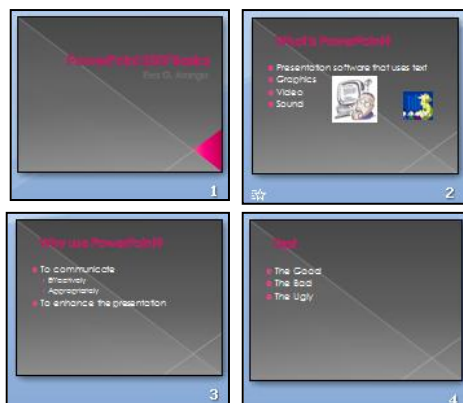 PowerPoint 2007 Basics
What is PowerPoint?
Presentation software that uses text
Graphics
Video
Sound
1
2
Why use PowerPoint?
To communicate
Effectively
Appropriately
To enhance the presentation
Text
The Good
The Bad
The Ugly
3
4